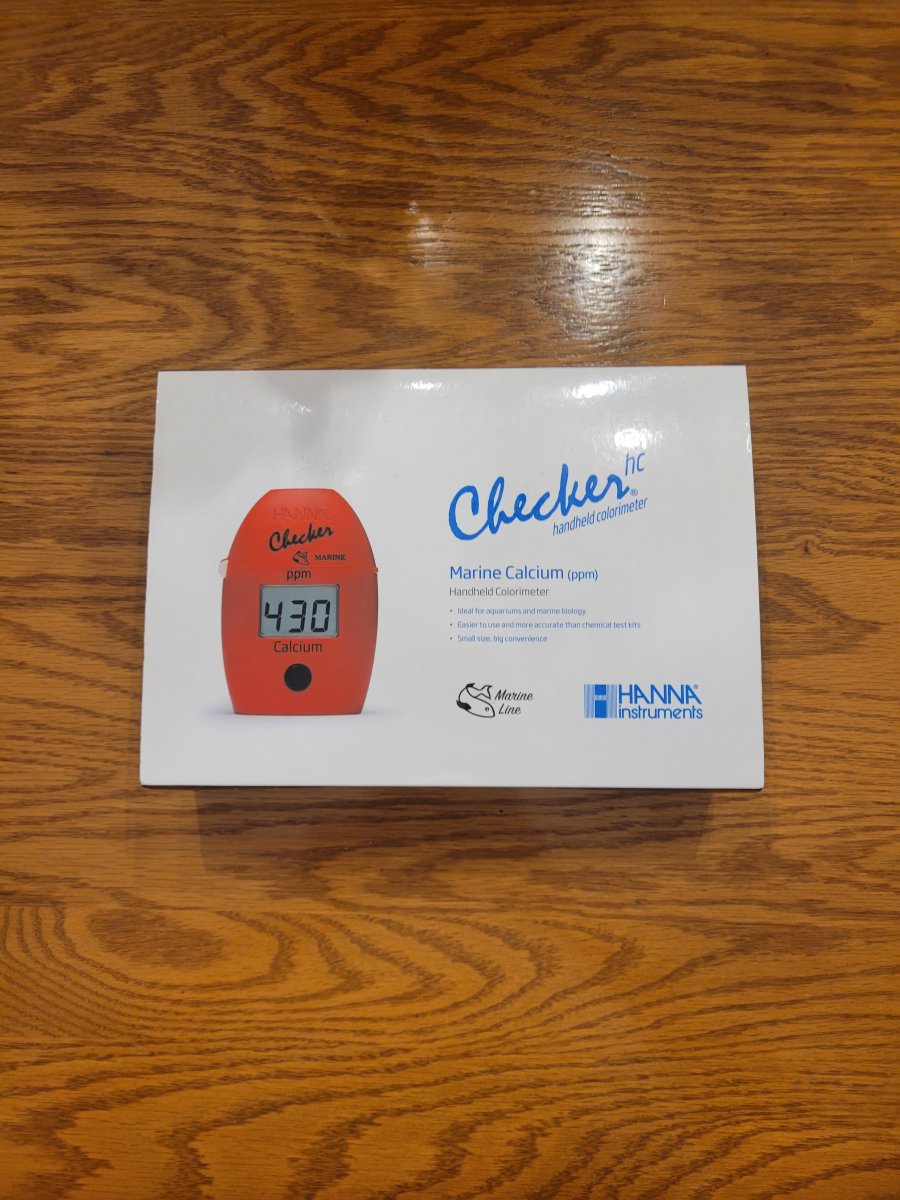 HANNA
Checker
MARINE
ppm
430
Calcium
Checker® hc
handheld colorimeter
Marine Calcium (ppm)
Handheld Colorimeter
• Ideal for aquariums and marine biology
• Easier to use and more accurate than chemical test kits
• Small size, big convenience
Marine
Line
HANNA®
instruments